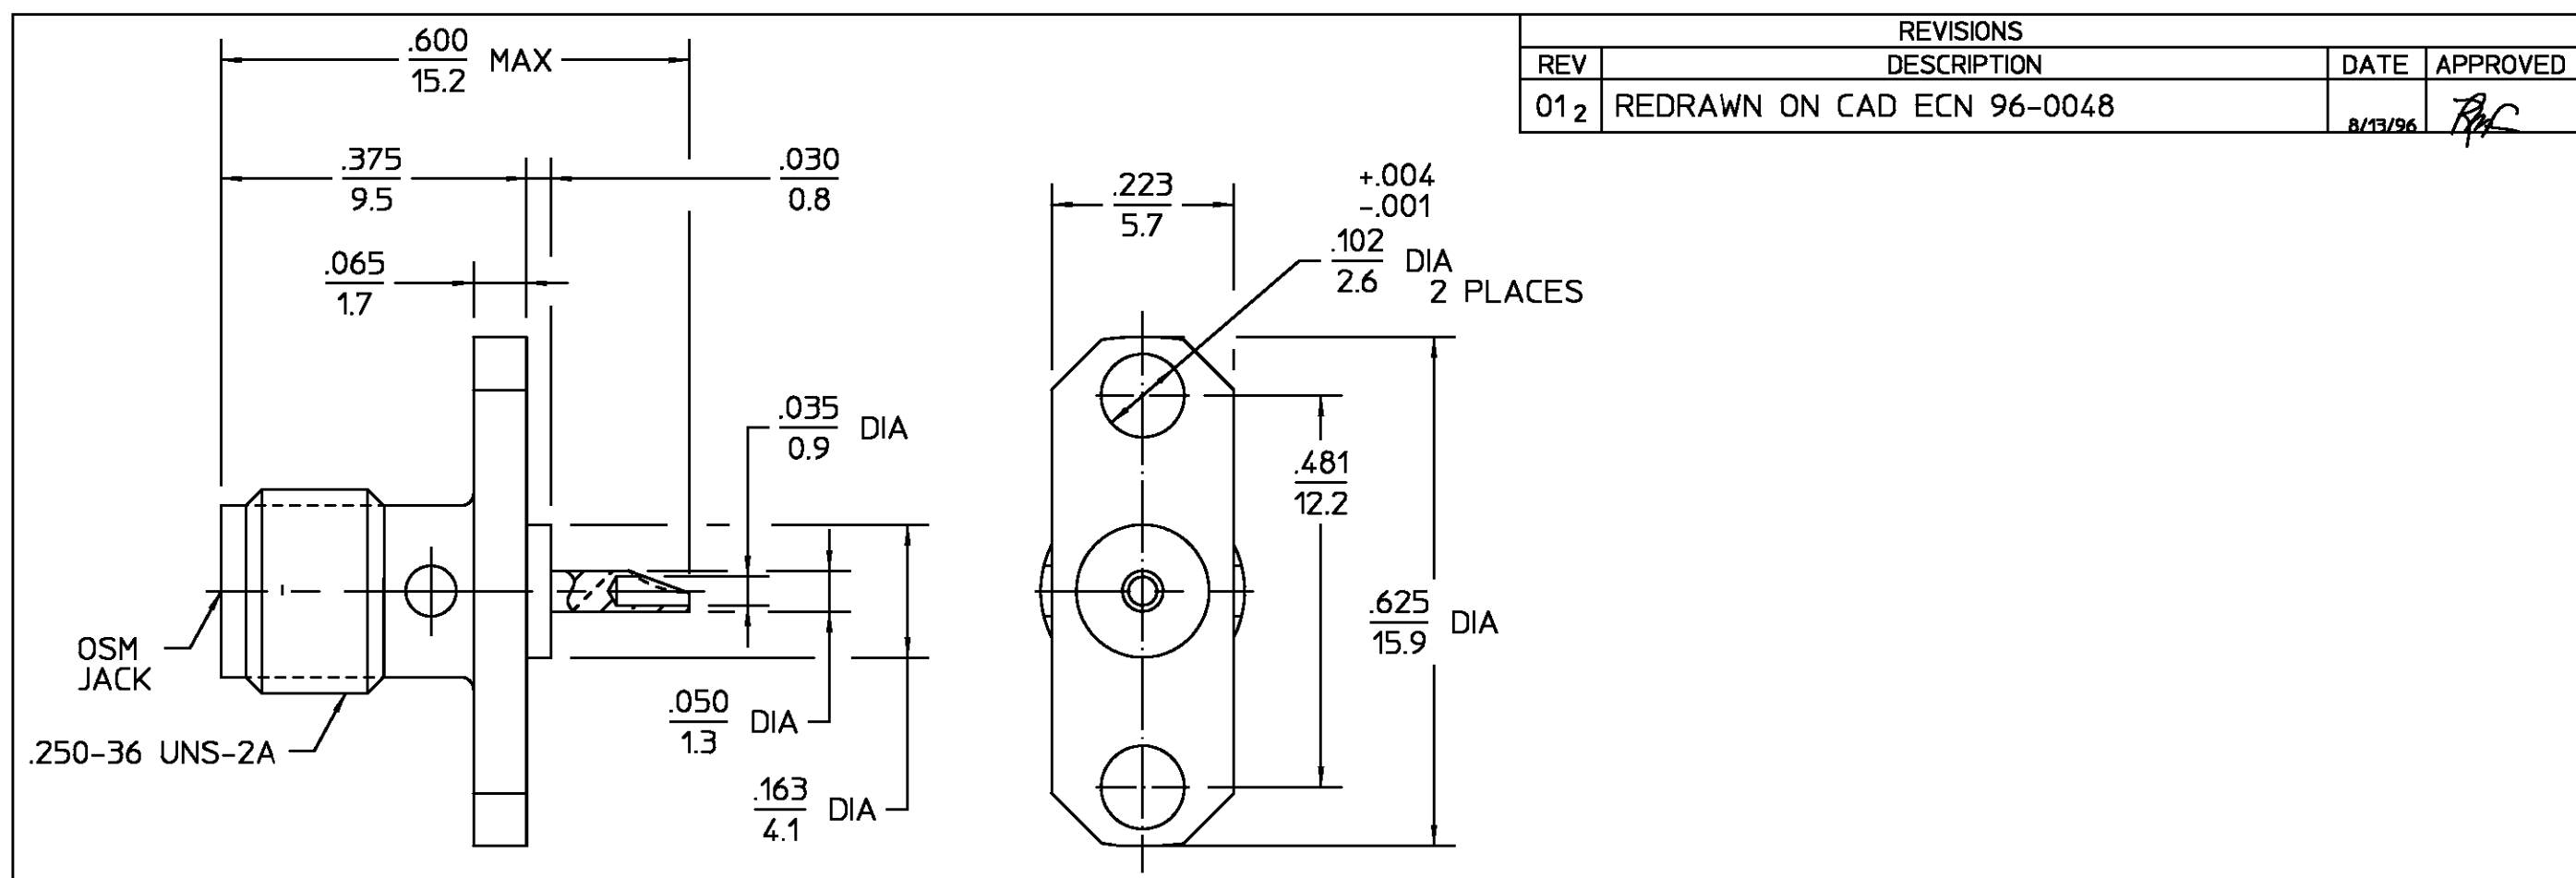 REVISIONS
REV DESCRIPTION DATE APPROVED
01 2 REDRAWN ON CAD ECN 96-0048 8/13/96
.600
15.2
MAX
.375
9.5
.030
0.8
.065
1.7
.035
0.9
DIA
OSM
JACK
.250-36 UNS-2A
.050
1.3
DIA
.163
4.1
DIA
.223
5.7
+.004
-.001
.102
2.6
DIA
2 PLACES
.481
12.2
.625
15.9
DIA